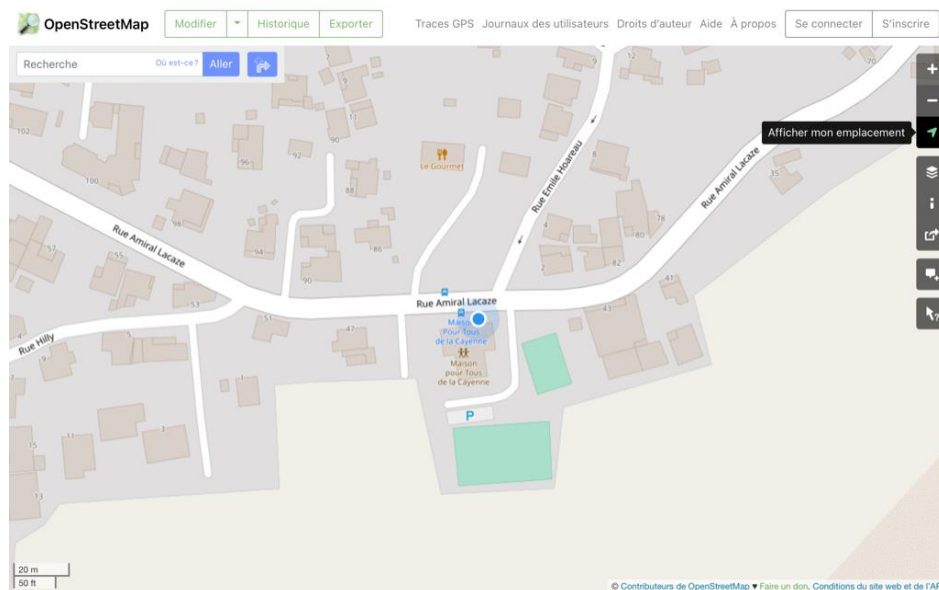 OpenStreetMap
Modifier
Historique
Exporter
Traces GPS
Journaux des utilisateurs
Droits d'auteur
Aide
À propos
Se connecter
S'inscrire
Recherche
Où est-ce?
Aller
Afficher mon emplacement
12
9
70
102
11
90
92
96
Le Gourmet
8
35
100
88
Rue Emile Hoareau
Rue Amiral Lacaze
98
4
78
57
Rue Amiral Lacaze
94
86
80
55
2
82
90
41
53
Rue Amiral Lacaze
51
47
43
Maison
Pour Tous
de la Cayenne
Rue Hilly
9
Maison
pour Tous
de la Cayenne
1
P
11
3
15
13
20 m
50 ft
© Contributeurs de OpenStreetMap ♥ Faire un don. Conditions du site web et de l'AP